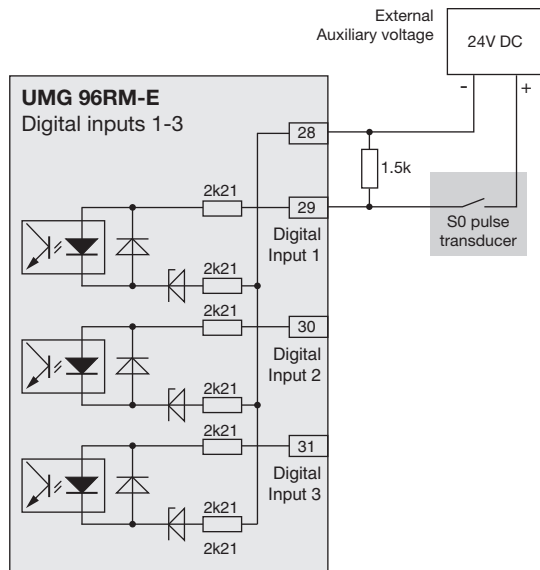 External
Auxiliary voltage
24V DC
- +
UMG 96RM-E
Digital inputs 1-3
28
1.5k
2k21
29
S0 pulse
transducer
Digital
Input 1
2k21
2k21
30
Digital
Input 2
2k21
2k21
31
Digital
Input 3
2k21
2k21